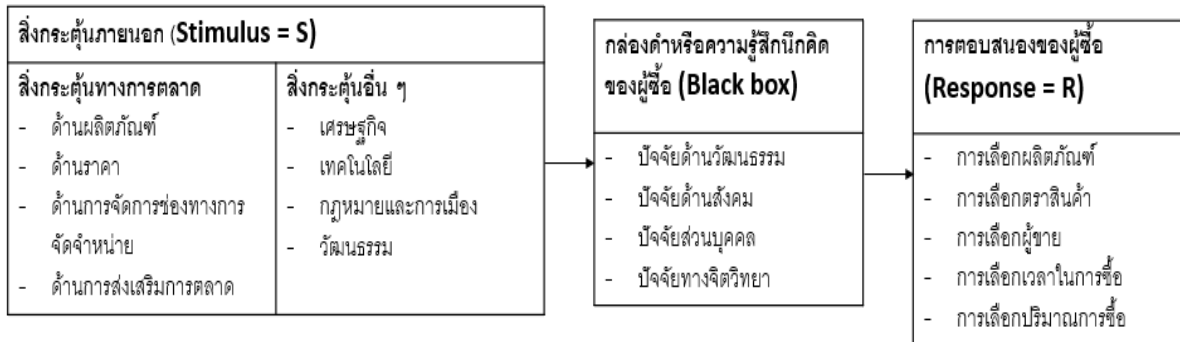 สิ่งกระตุ้นภายนอก (Stimulus = S)
สิ่งกระตุ้นทางการตลาด
- ด้านผลิตภัณฑ์
- ด้านราคา
- ด้านการจัดการช่องทางการ
จัดจำหน่าย
- ด้านการส่งเสริมการตลาด
สิ่งกระตุ้นอื่น ๆ
- เศรษฐกิจ
- เทคโนโลยี
- กฎหมายและการเมือง
- วัฒนธรรม
กล่องดำหรือความรู้สึกนึกคิด
ของผู้ซื้อ (Black box)
- ปัจจัยด้านวัฒนธรรม
- ปัจจัยด้านสังคม
- ปัจจัยส่วนบุคคล
- ปัจจัยทางจิตวิทยา
การตอบสนองของผู้ซื้อ
(Response = R)
- การเลือกผลิตภัณฑ์
- การเลือกตราสินค้า
- การเลือกผู้ขาย
- การเลือกเวลาในการซื้อ
- การเลือกปริมาณการซื้อ